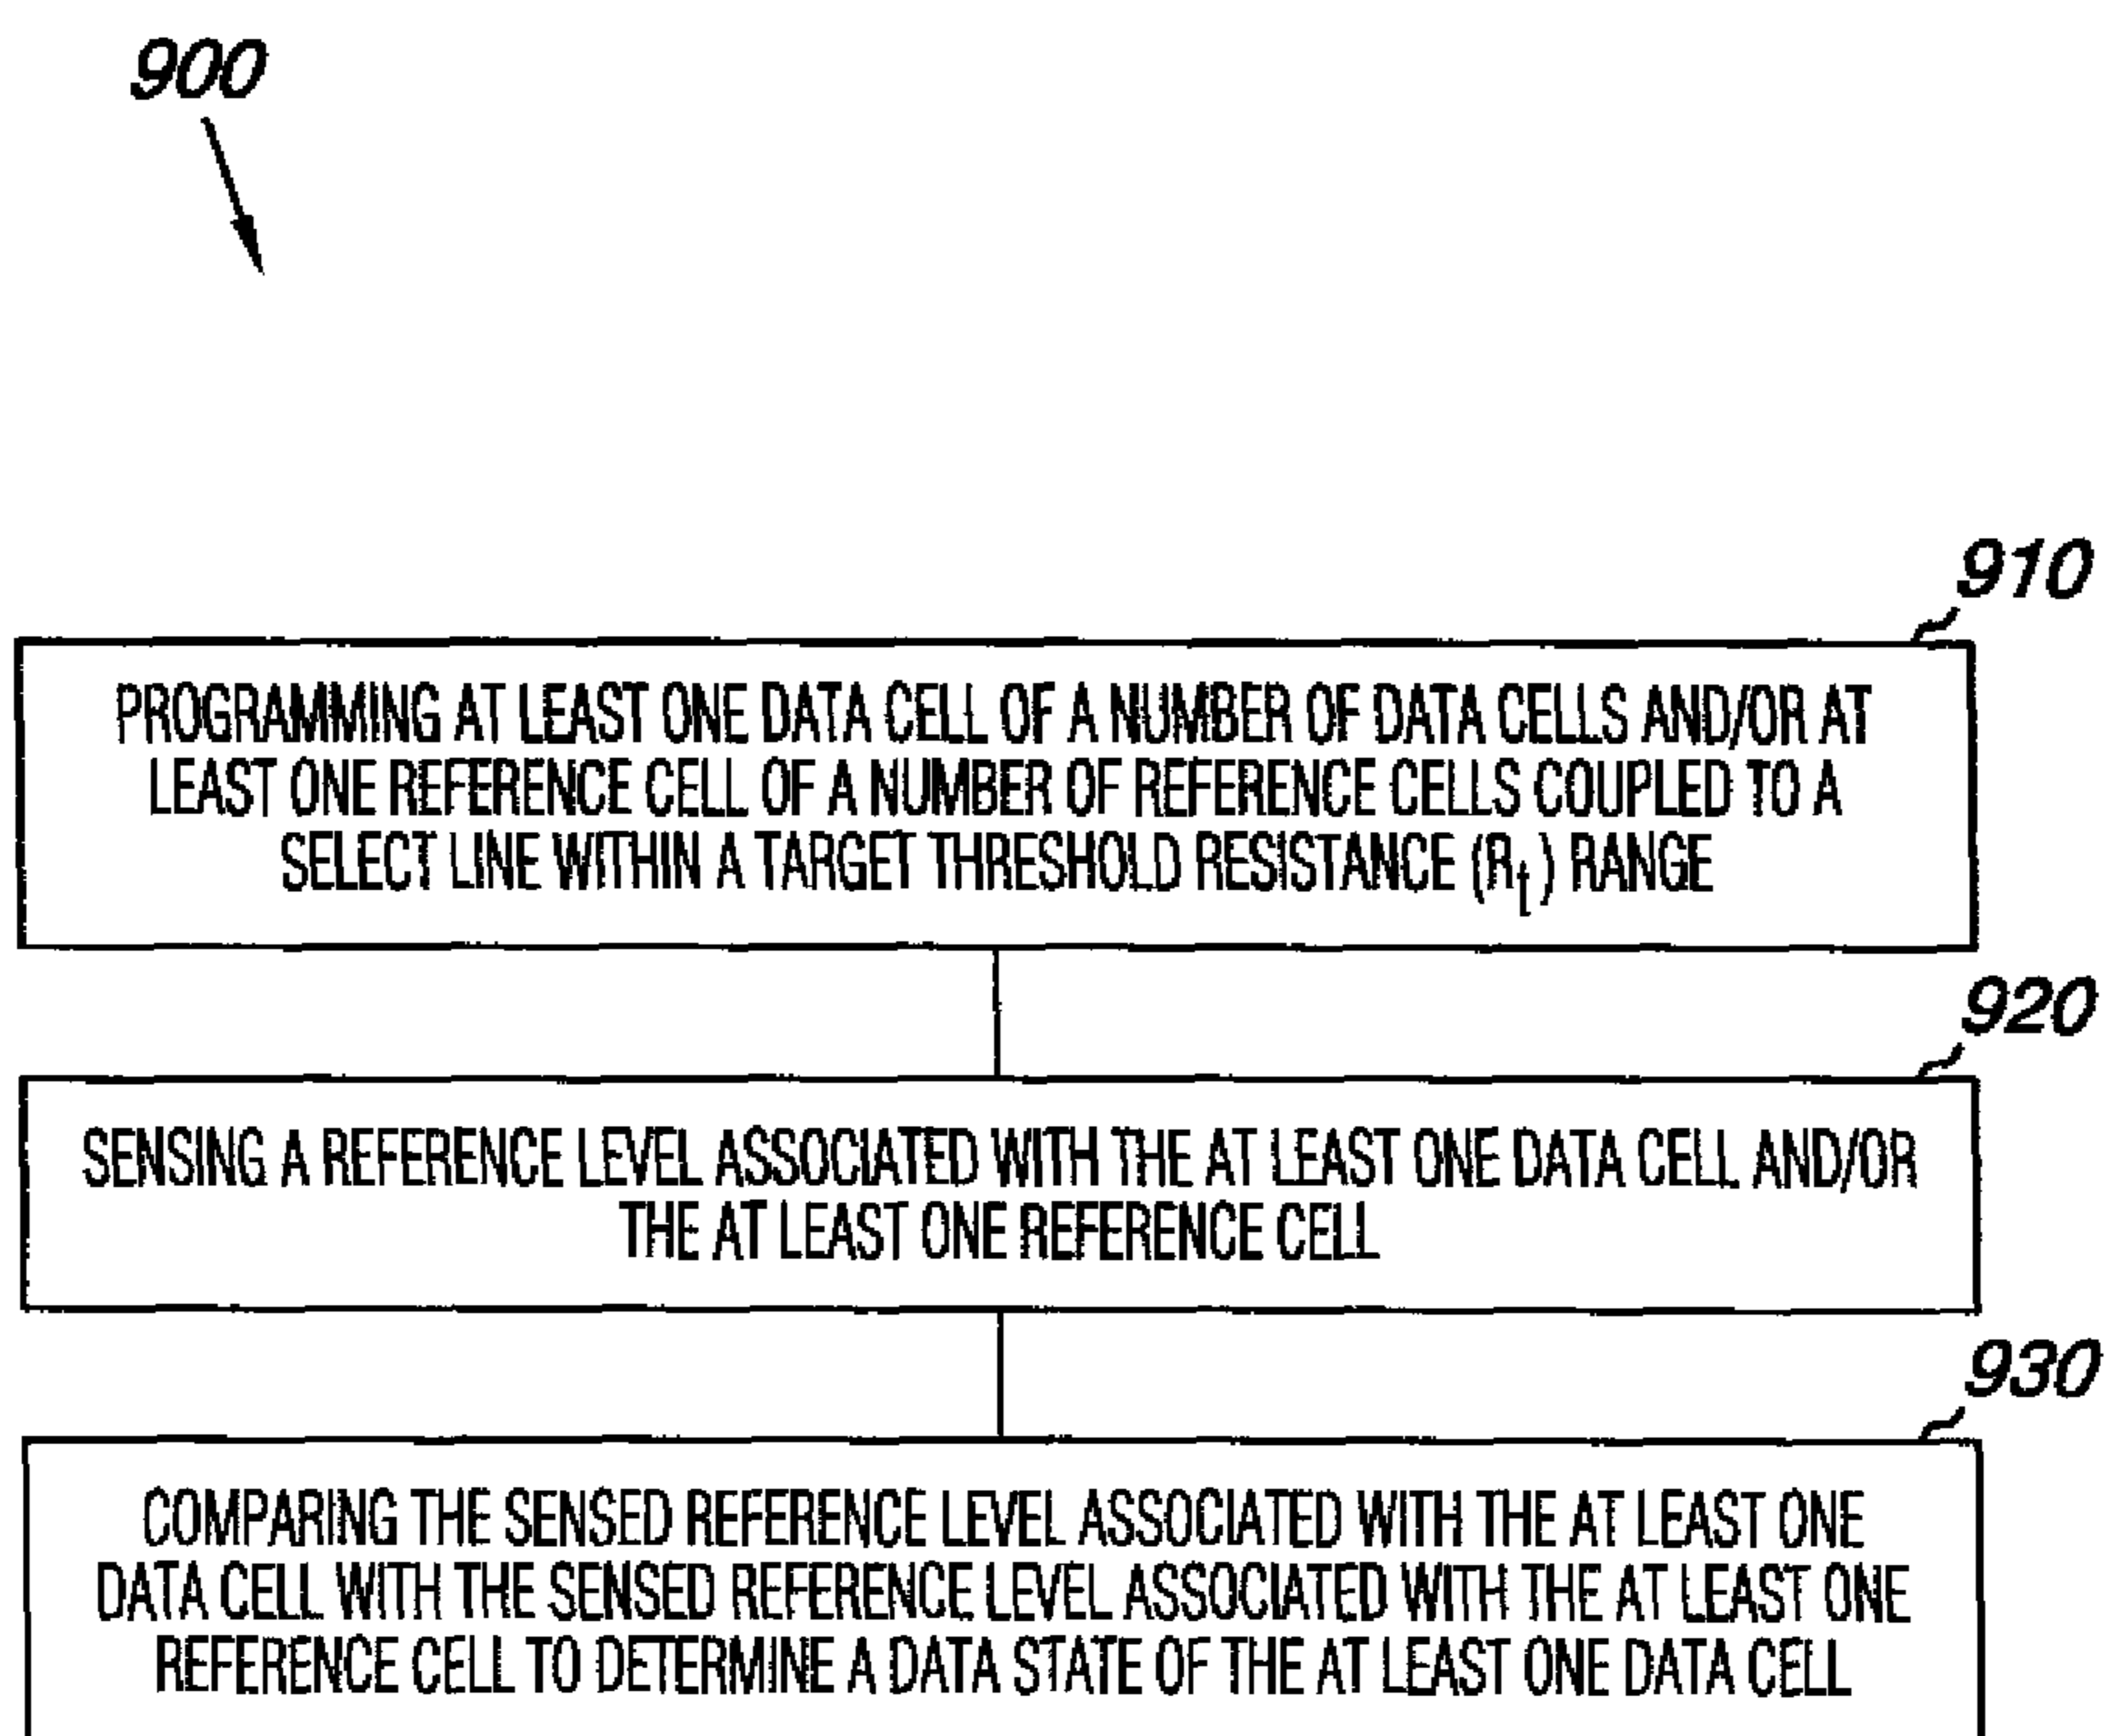 900
910
PROGRAMMING AT LEAST ONE DATA CELL OF A NUMBER OF DATA CELLS AND/OR AT
LEAST ONE REFERENCE CELL OF A NUMBER OF REFERENCE CELLS COUPLED TO A
SELECT LINE WITHIN A TARGET THRESHOLD RESISTANCE (Rt) RANGE
920
SENSING A REFERENCE LEVEL ASSOCIATED WITH THE AT LEAST ONE DATA CELL AND/OR
THE AT LEAST ONE REFERENCE CELL
930
COMPARING THE SENSED REFERENCE LEVEL ASSOCIATED WITH THE AT LEAST ONE
DATA CELL WITH THE SENSED REFERENCE LEVEL ASSOCIATED WITH THE AT LEAST ONE
REFERENCE CELL TO DETERMINE A DATA STATE OF THE AT LEAST ONE DATA CELL